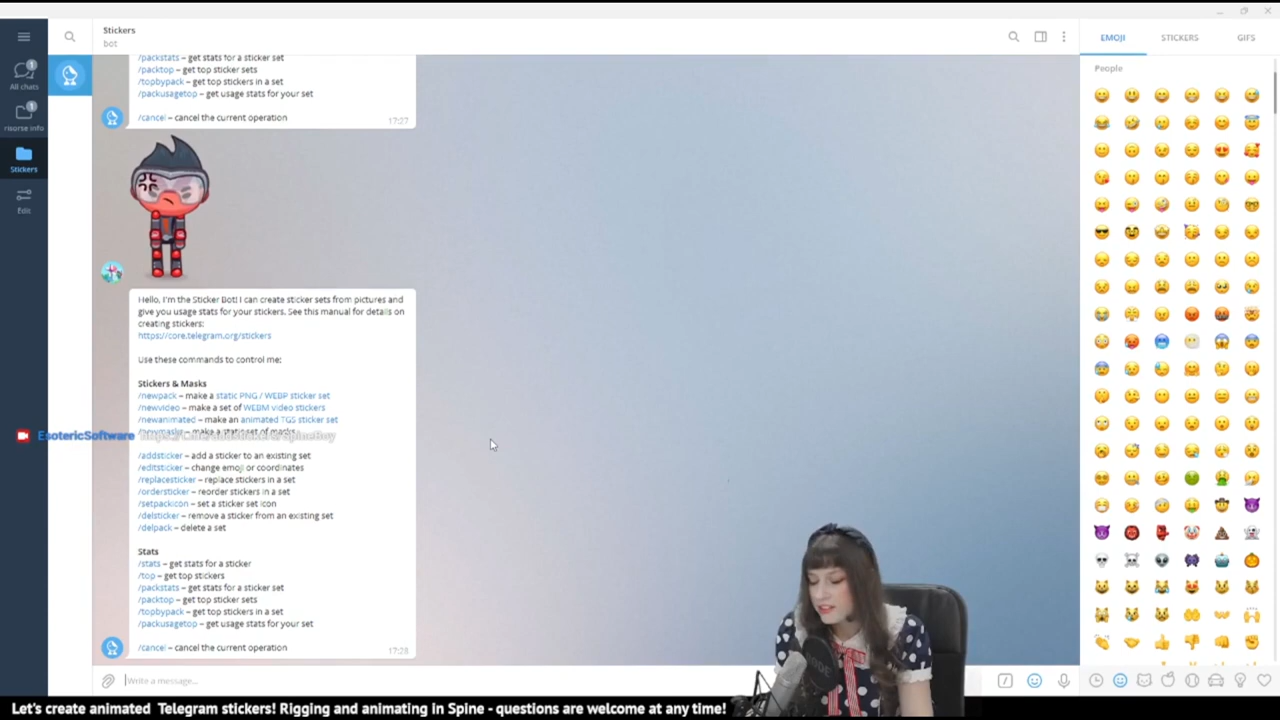 Stickers
bot
EMOJI
STICKERS
GIFS
All chats
risorse info
Stickers
Edit
People
/packstats – get stats for a sticker set
/packtop – get top sticker sets
/topbypack – get top stickers in a set
/packusagetop – get usage stats for your set
/cancel – cancel the current operation
17:27
Hello, I'm the Sticker Bot! I can create sticker sets from pictures and
give you usage stats for your stickers. See this manual for details on
creating stickers:
https://core.telegram.org/stickers
Use these commands to control me:
Stickers & Masks
/newpack – make a static PNG / WEBP sticker set
/newvideo – make a set of WEBM video stickers
/newanimated – make an animated TGS sticker set
/newmasks – make a static set of masks
EsotericSoftware
/addsticker – add a sticker to an existing set
/editsticker – change emoji or coordinates
/replacesticker – replace stickers in a set
/ordersticker – reorder stickers in a set
/setpackicon – set a sticker set icon
/delsticker – remove a sticker from an existing set
/delpack – delete a set
Stats
/stats – get stats for a sticker
/top – get top stickers
/packstats – get stats for a sticker set
/packtop – get top sticker sets
/topbypack – get top stickers in a set
/packusagetop – get usage stats for your set
/cancel – cancel the current operation
17:28
Write a message...
Let's create animated Telegram stickers! Rigging and animating in Spine - questions are welcome at any time!